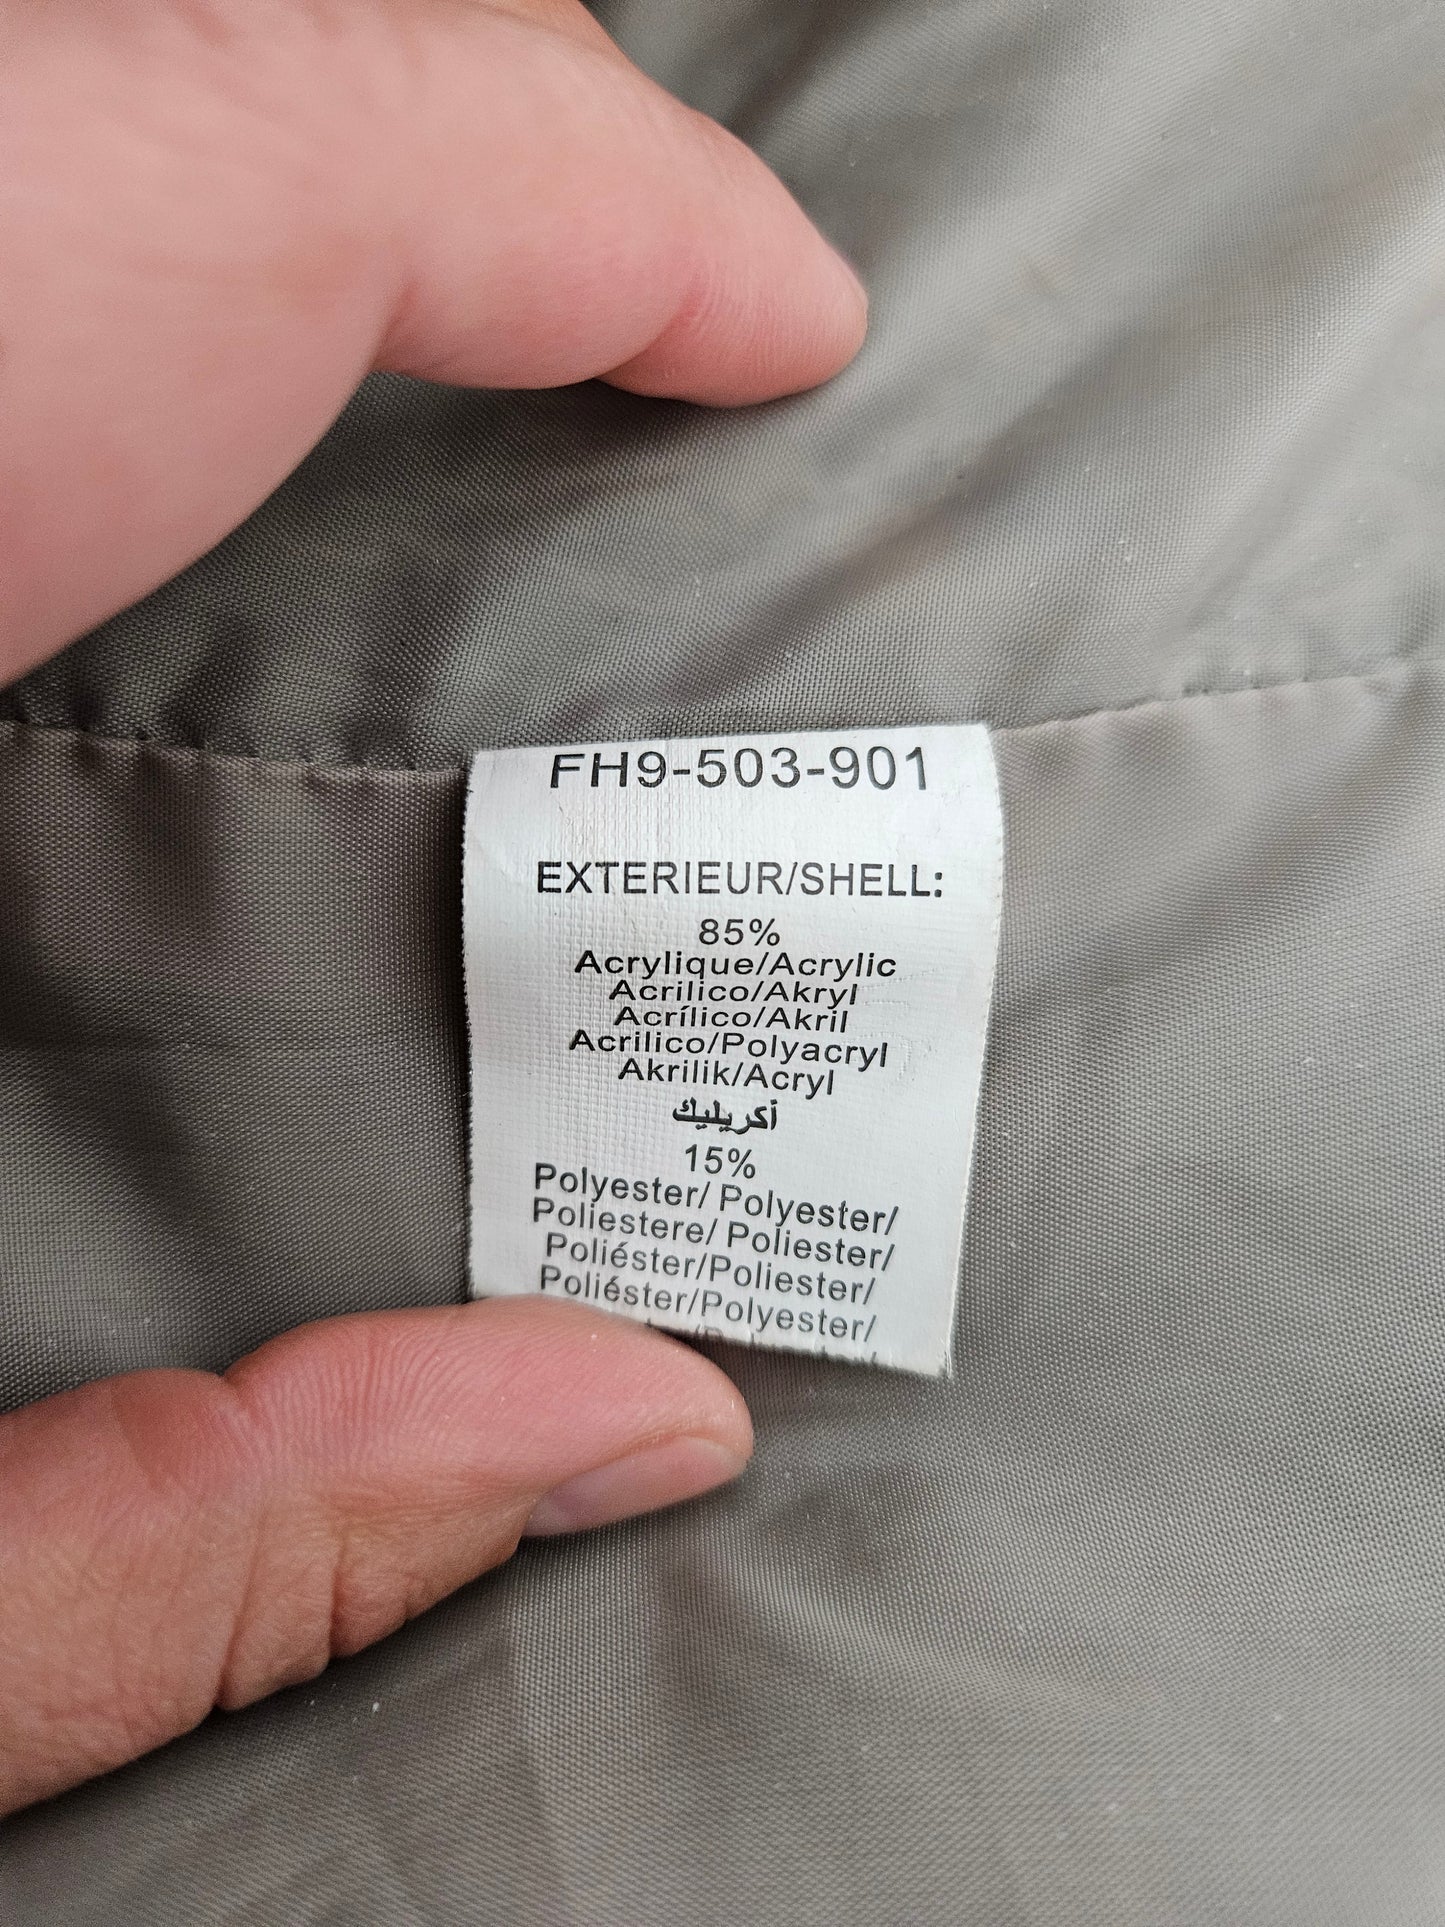 FH9-503-901
EXTERIEUR/SHELL:
85%
Acrylique/Acrylic
Acrilico/Akryl
Acrílico/Akril
Acrilico/Polyacryl
Akrilik/Acryl
أكريليك
15%
Polyester/ Polyester/
Poliestere/ Poliester/
Poliéster/Poliester/
Poliéster/Polyester/